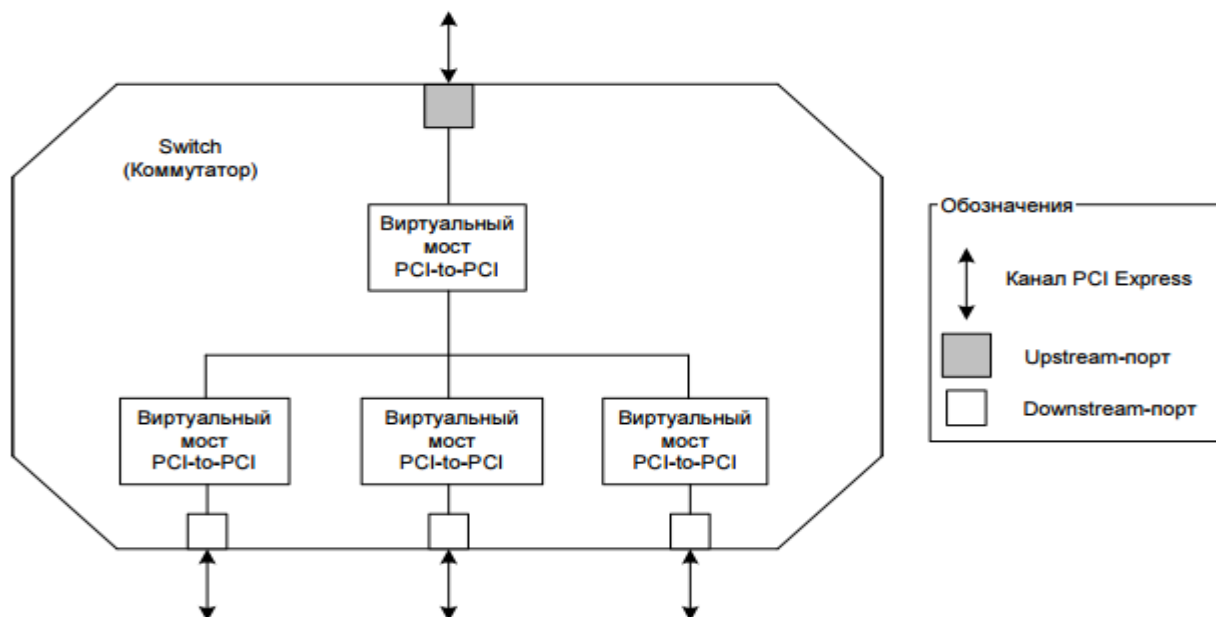 Switch
(Коммутатор)
Виртуальный
мост
PCI-to-PCI
Виртуальный
мост
PCI-to-PCI
Виртуальный
мост
PCI-to-PCI
Виртуальный
мост
PCI-to-PCI
Обозначения
Канал PCI Express
Upstream-порт
Downstream-порт